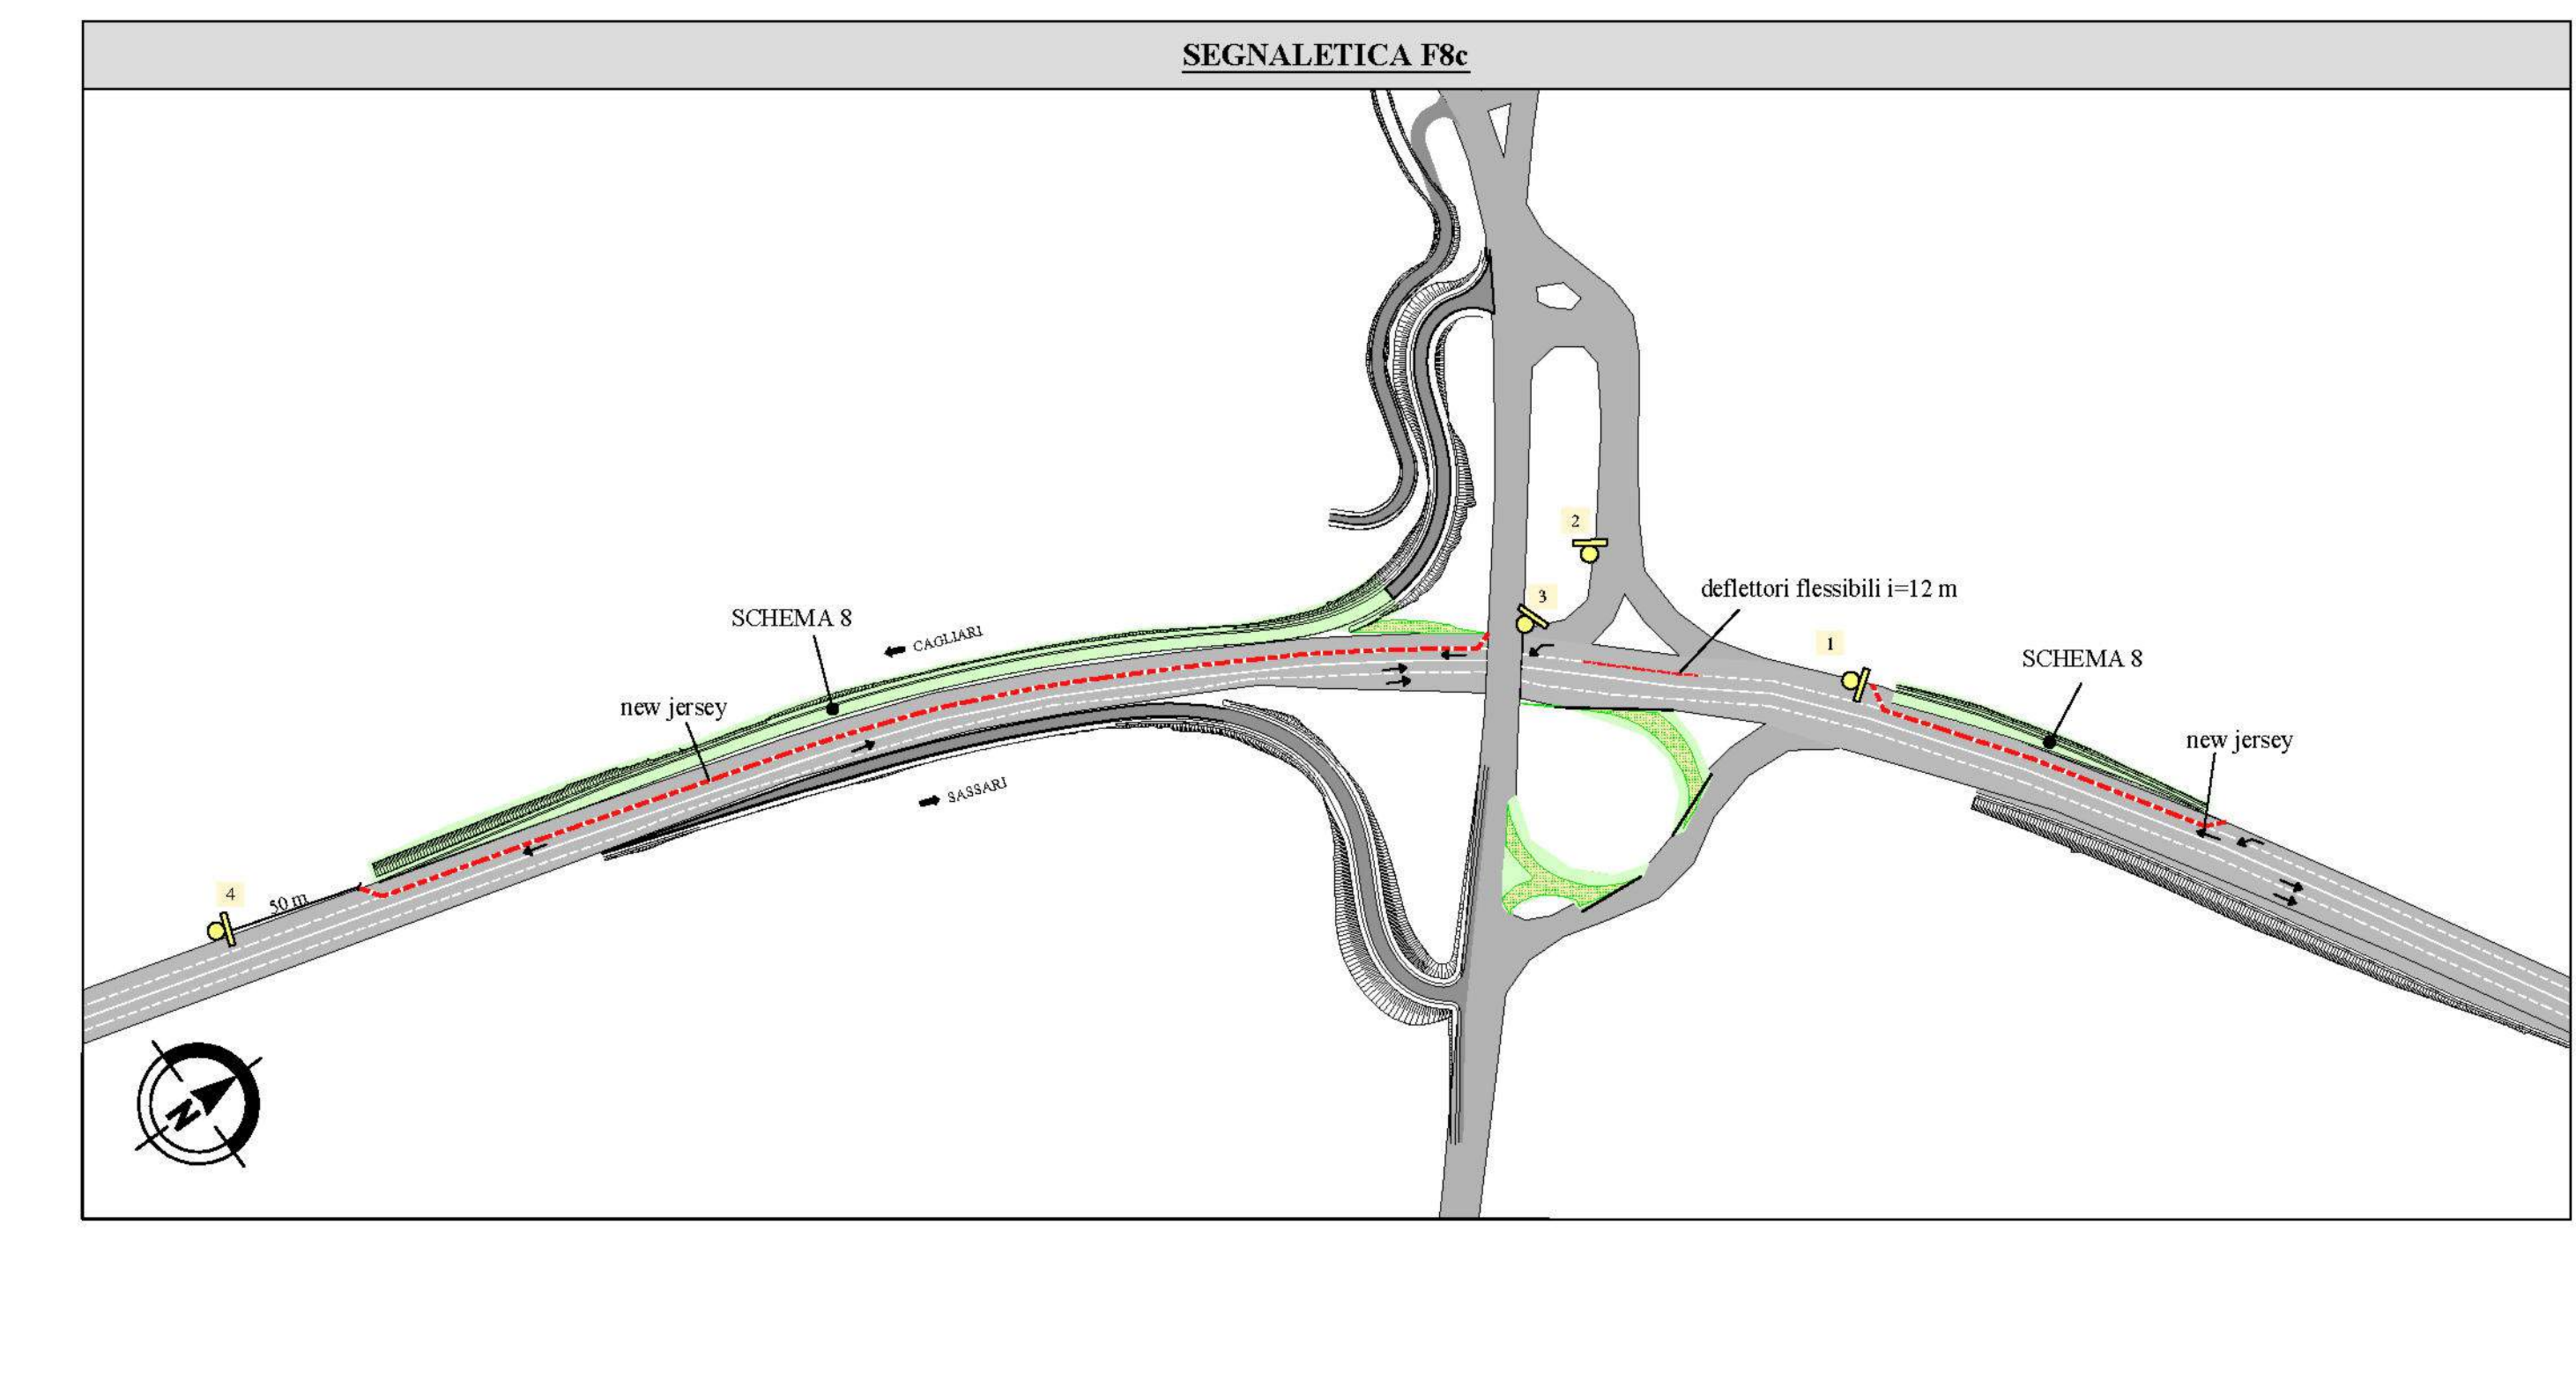 SEGNALETICA F8c
2
deflettori flessibili i=12 m
3
SCHEMA 8
CAGLIARI
1
SCHEMA 8
new jersey
new jersey
SASSARI
4
50 m
N